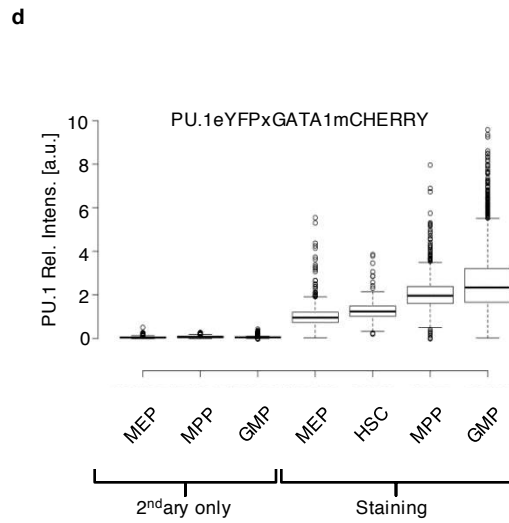 d
PU.1eYFPxGATA1mCHERRY
PU.1 Rel. Intens. [a.u.]
10
8
6
4
2
0
MEP
MPP
GMP
MEP
HSC
MPP
GMP
2ndary only
Staining